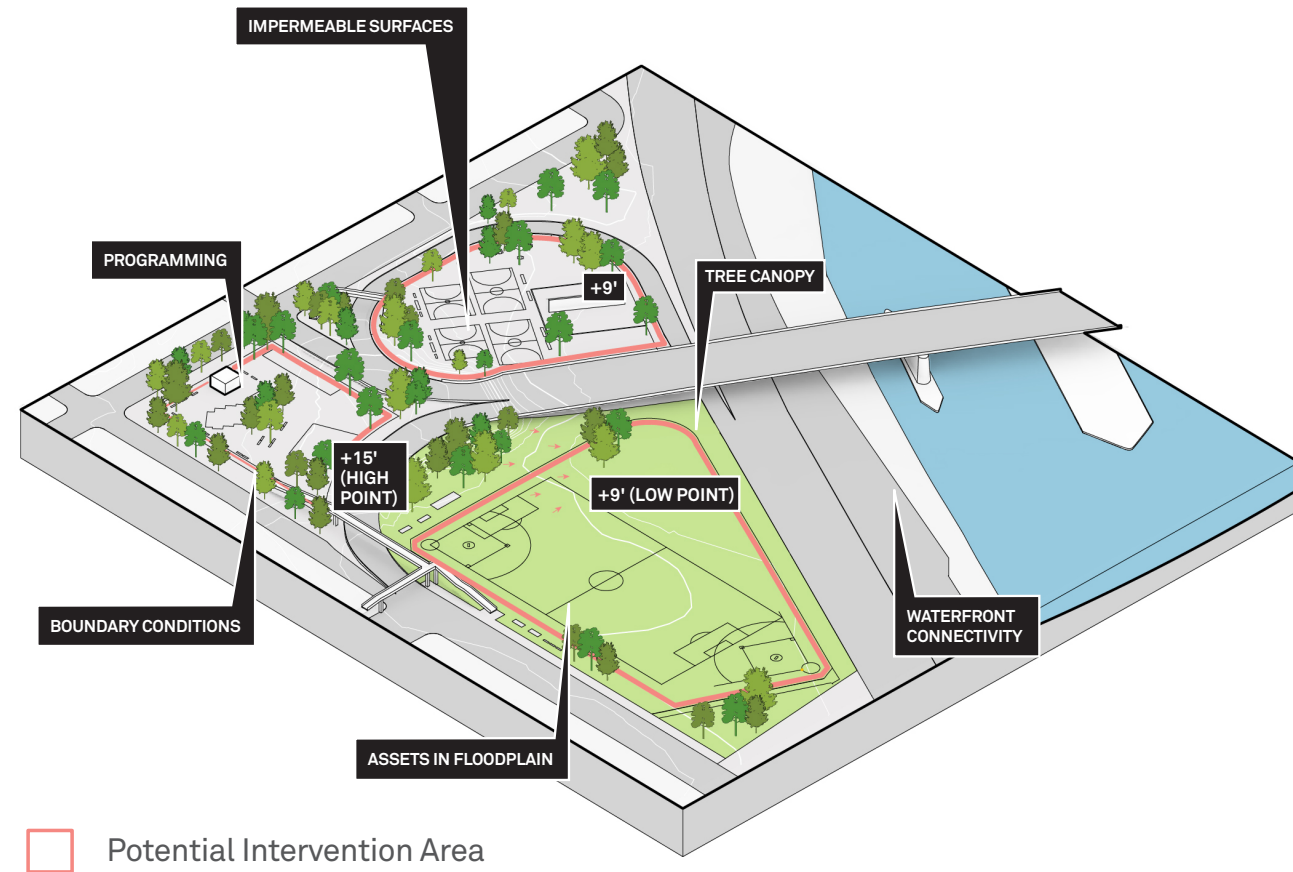 IMPERMEABLE SURFACES
PROGRAMMING
TREE CANOPY
+9'
+15'
(HIGH
POINT)
+9' (LOW POINT)
BOUNDARY CONDITIONS
WATERFRONT
CONNECTIVITY
ASSETS IN FLOODPLAIN
Potential Intervention Area